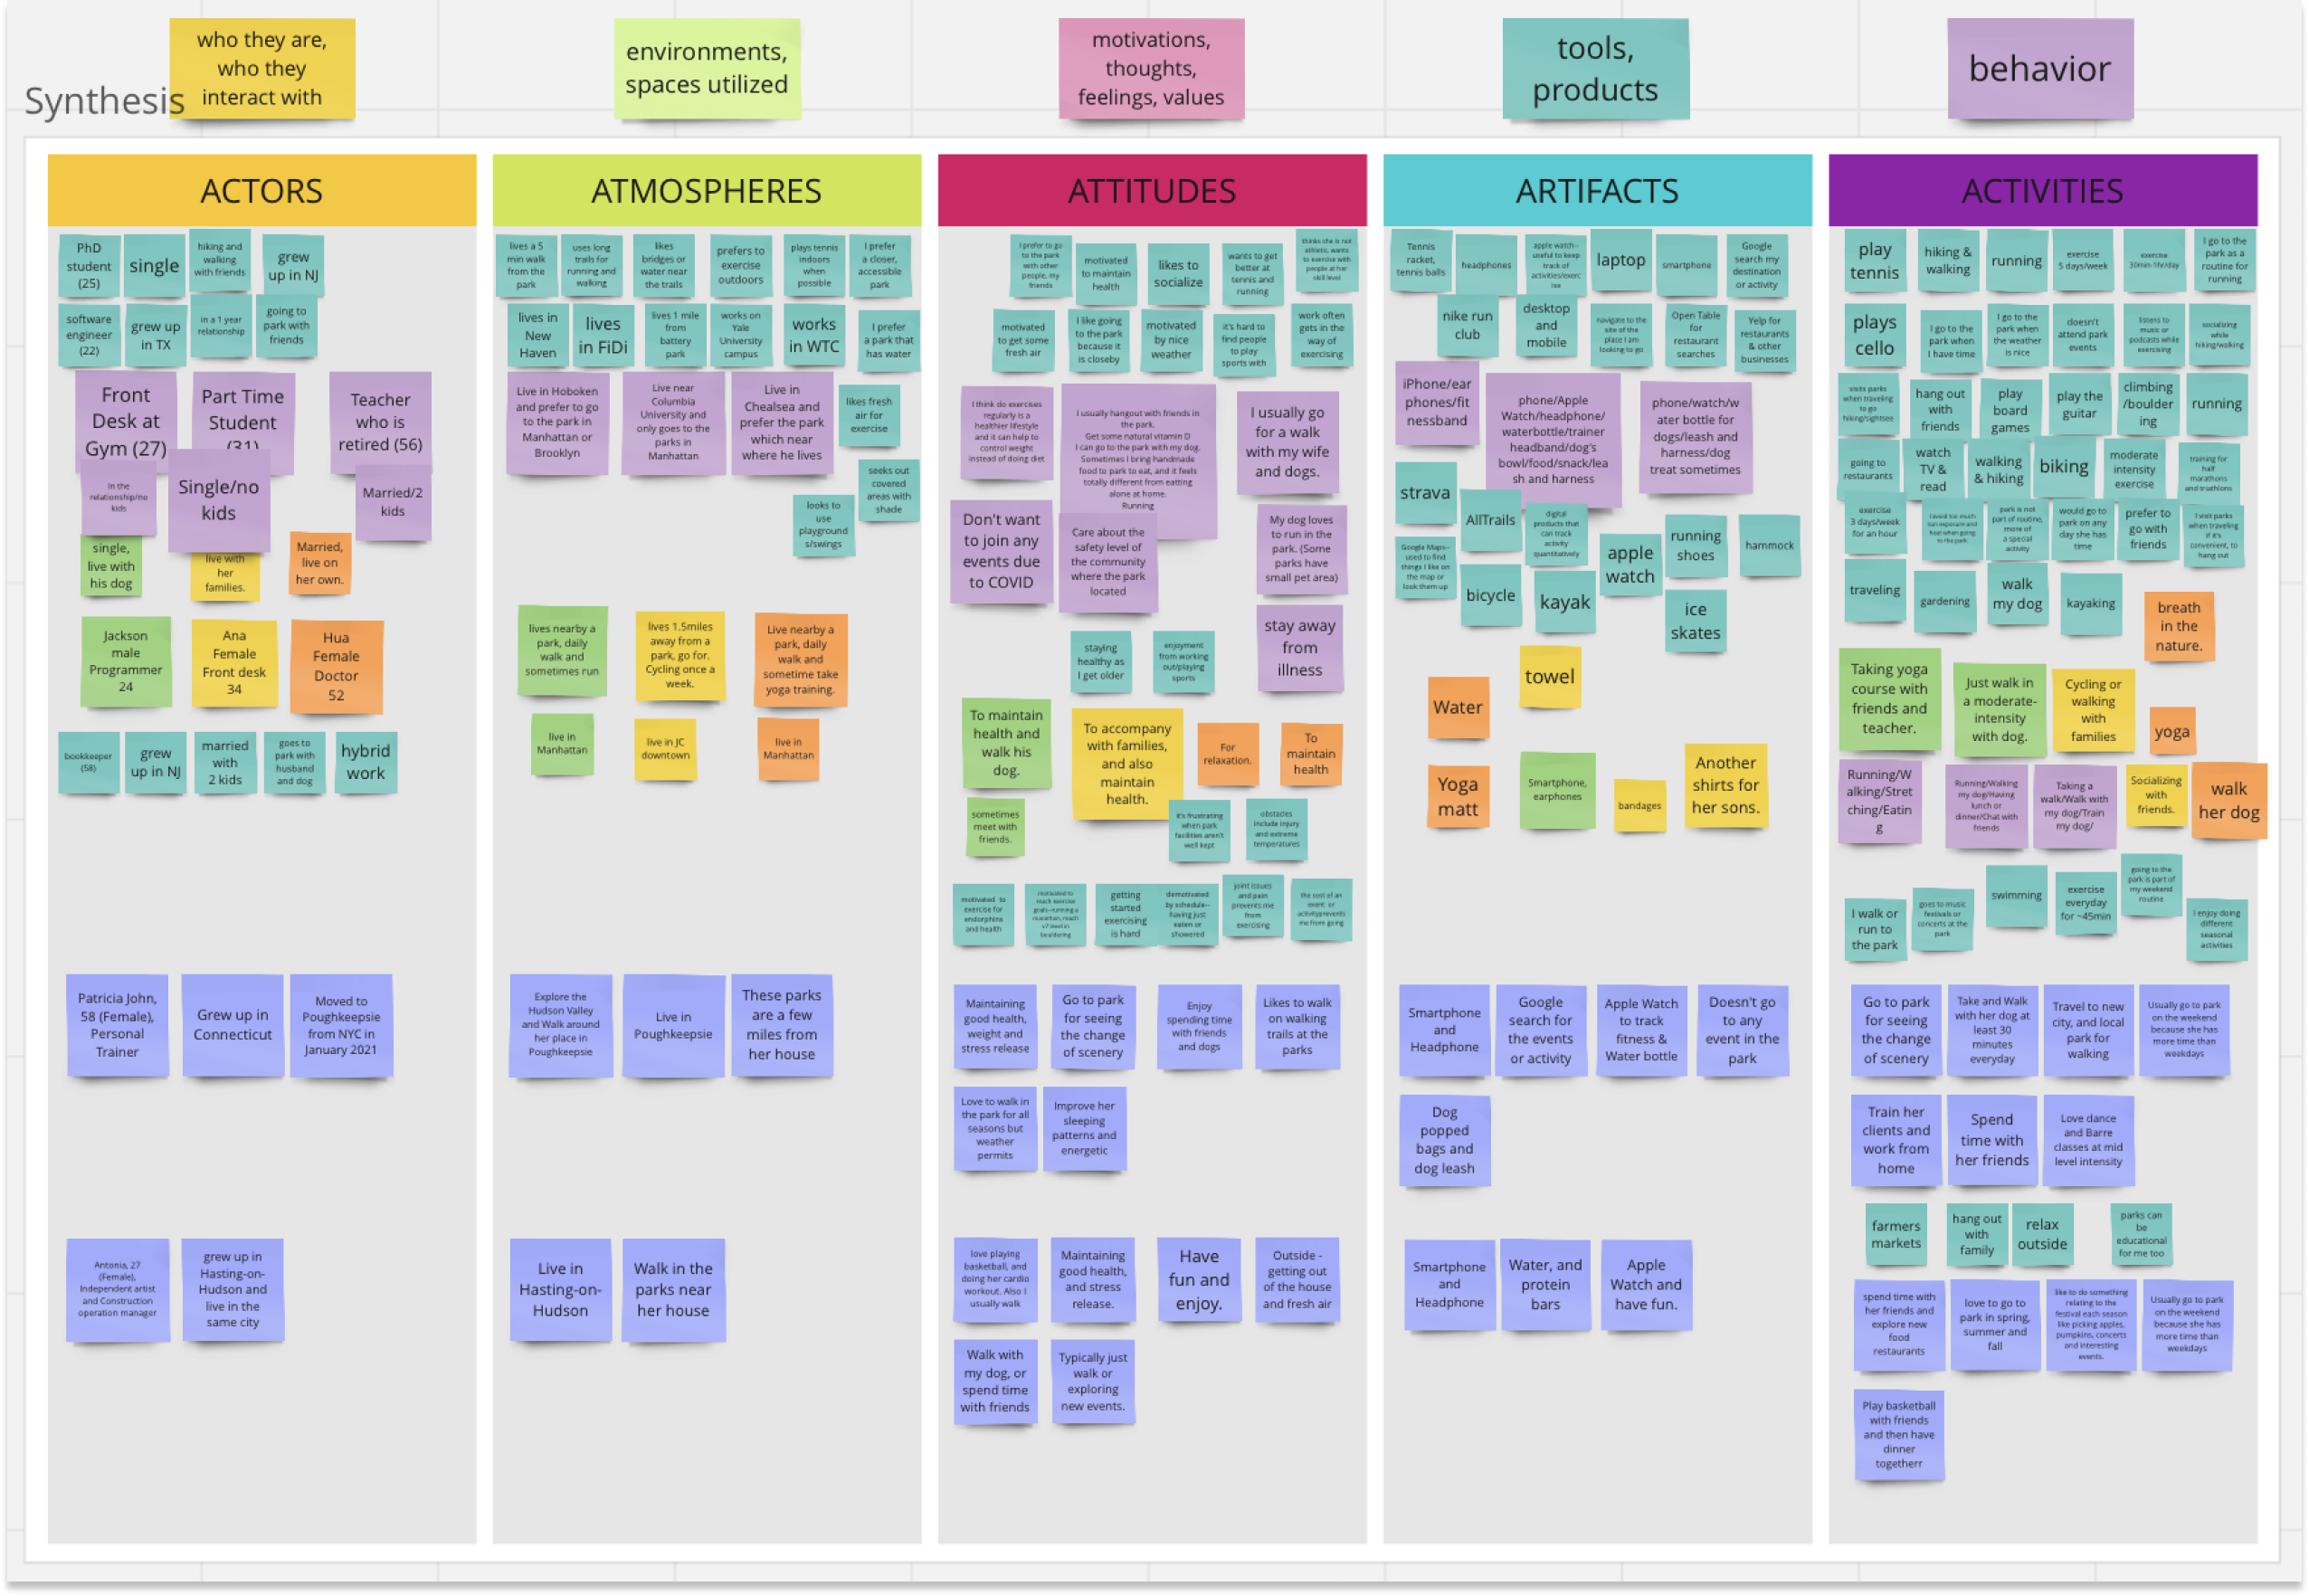 who they are,
who they
interact with
environments,
spaces utilized
motivations,
thoughts,
feelings, values
tools,
products
behavior
Synthesis
ACTORS
PhD
student
(25)
single
hiking and
walking
with friends
grew
up in NJ
software
engineer
(22)
grew up
in TX
in a 1 year
relationship
going to
park with
friends
Front
Desk at
Gym (27)
Part Time
Student
(31)
Teacher
who is
retired (56)
In the
relationship/no
kids
Single/no
kids
Married/2
kids
single,
live with
his dog
live with
her
families.
Married,
live on
her own.
Jackson
male
Programmer
24
Ana
Female
Front desk
34
Hua
Female
Doctor
52
bookkeeper
(58)
grew
up in NJ
married
with
2 kids
goes to
park with
husband
and dog
hybrid
work
Patricia John,
58 (Female),
Personal
Trainer
Grew up in
Connecticut
Moved to
Poughkeepsie
from NYC in
January 2021
Antonia, 27
(Female),
Independent artist
and Construction
operation manager
grew up in
Hasting-on-
Hudson and
live in the
same city
ATMOSPHERES
lives a 5
min walk
from the
park
uses long
trails for
running and
walking
likes
bridges or
water near
the trails
prefers to
exercise
outdoors
plays tennis
indoors
when
possible
I prefer
a closer,
accessible
park
lives in
New
Haven
lives
in FiDi
lives 1 mile
from
battery
park
works on
Yale
University
campus
works
in WTC
I prefer
a park that
has water
Live in Hoboken
and prefer to go
to the park in
Manhattan or
Brooklyn
Live near
Columbia
University and
only goes to the
parks in
Manhattan
Live in
Chealsea and
prefer the park
which near
where he lives
likes fresh
air for
exercise
seeks out
covered
areas with
shade
looks to
use
playground
s/swings
lives nearby a
park, daily
walk and
sometimes run
lives 1.5miles
away from a
park, go for.
Cycling once a
week.
Live nearby a
park, daily
walk and
sometime take
yoga training.
live in
Manhattan
live in JC
downtown
live in
Manhattan
Explore the
Hudson Valley
and Walk around
her place in
Poughkeepsie
Live in
Poughkeepsie
These parks
are a few
miles from
her house
Live in
Hasting-on-
Hudson
Walk in the
parks near
her house
ATTITUDES
I prefer to go
to the park
with other
people, my
friends
motivated
to maintain
health
likes to
socialize
wants to get
better at
tennis and
running
thinks she is not
athletic, wants
to exercise with
people at her
skill level
motivated
to get some
fresh air
I like going
to the park
because it
is closeby
motivated
by nice
weather
it's hard to
find people
to play
sports with
work often
gets in the
way of
exercising
I think do exercises
regularly is a
healthier lifestyle
and it can help to
control weight
instead of doing diet
I usually hangout with friends in
the park.
Get some natural vitamin D
I can go to the park with my dog.
Sometimes I bring handmade
food to park to eat, and it feels
totally different from eatting
alone at home.
Running
I usually go
for a walk
with my wife
and dogs.
Don't want
to join any
events due
to COVID
Care about the
safety level of
the community
where the park
located
My dog loves
to run in the
park. (Some
parks have
small pet area)
stay away
from
illness
staying
healthy as
I get older
enjoyment
from working
out/playing
sports
To maintain
health and
walk his
dog.
To accompany
with families,
and also
maintain
health.
For
relaxation.
To
maintain
health
sometimes
meet with
friends.
it's frustrating
when park
facilities aren't
well kept
obstacles
include injury
and extreme
temperatures
motivated to
exercise for
endorphins
and health
motivated to
reach exercise
goals--running a
marathon, reach
v7 level in
bouldering
getting
started
exercising
is hard
demotivated
by schedule--
having just
eaten or
showered
joint issues
and pain
prevents me
from
exercising
the cost of an
event or
activityprevents
me from going
Maintaining
good health,
weight and
stress release
Go to park
for seeing
the change
of scenery
Enjoy
spending time
with friends
and dogs
Likes to walk
on walking
trails at the
parks
Love to walk in
the park for all
seasons but
weather
permits
Improve her
sleeping
patterns and
energetic
love playing
basketball, and
doing her cardio
workout. Also I
usually walk
Maintaining
good health,
and stress
release.
Have
fun and
enjoy.
Outside -
getting out
of the house
and fresh air
Walk with
my dog, or
spend time
with friends
Typically just
walk or
exploring
new events.
ARTIFACTS
Tennis
racket,
tennis balls
headphones
apple watch--
useful to keep
track of
activities/exerc
ise
laptop
smartphone
Google
search my
destination
or activity
nike run
club
desktop
and
mobile
navigate to the
site of the
place I am
looking to go
Open Table
for
restaurant
searches
Yelp for
restaurants
& other
businesses
iPhone/ear
phones/fit
nessband
phone/Apple
Watch/headphone/
waterbottle/trainer
headband/dog's
bowl/food/snack/lea
sh and harness
phone/watch/w
ater bottle for
dogs/leash and
harness/dog
treat sometimes
strava
AllTrails
digital
products that
can track
activity
quantitatively
running
shoes
hammock
Google Maps--
used to find
things I like on
the map or
look them up
apple
watch
bicycle
kayak
ice
skates
towel
Water
Yoga
matt
Smartphone,
earphones
bandages
Another
shirts for
her sons.
Smartphone
and
Headphone
Google
search for
the events
or activity
Apple Watch
to track
fitness &
Water bottle
Doesn't go
to any
event in the
park
Dog
popped
bags and
dog leash
Smartphone
and
Headphone
Water, and
protein
bars
Apple
Watch and
have fun.
ACTIVITIES
play
tennis
hiking &
walking
running
exercise
5 days/week
exercise
30min-1hr/day
I go to the
park as a
routine for
running
plays
cello
I go to the
park when
I have time
I go to the
park when
the weather
is nice
doesn't
attend park
events
listens to
music or
podcasts while
exercising
socializing
while
hiking/walking
visits parks
when traveling
to go
hiking/sightsee
hang out
with
friends
play
board
games
play the
guitar
climbing
/boulder
ing
running
going to
restaurants
watch
TV &
read
walking
& hiking
biking
moderate
intensity
exercise
training for
half
marathons
and triathlons
exercise
3 days/week
for an hour
I avoid too much
sun exposure and
heat when going
to the park
park is not
part of routine,
more of
a special
activity
would go to
park on any
day she has
time
prefer to
go with
friends
I visit parks
when traveling
if it's
convenient, to
hang out
traveling
gardening
walk
my dog
kayaking
breath
in the
nature.
Taking yoga
course with
friends and
teacher.
Just walk in
a moderate-
intensity
with dog.
Cycling or
walking
with
families
yoga
Running/W
alking/Stret
ching/Eatin
g
Running/Walking
my dog/Having
lunch or
dinner/Chat with
friends
Taking a
walk/Walk with
my dog/Train
my dog/
Socializing
with
friends.
walk
her dog
I walk or
run to
the park
goes to music
festivals or
concerts at the
park
swimming
exercise
everyday
for ~45min
going to the
park is part of
my weekend
routine
I enjoy doing
different
seasonal
activities
Go to park
for seeing
the change
of scenery
Take and Walk
with her dog at
least 30
minutes
everyday
Travel to new
city, and local
park for
walking
Usually go to park
on the weekend
because she has
more time than
weekdays
Train her
clients and
work from
home
Spend
time with
her friends
Love dance
and Barre
classes at mid
level intensity
farmers
markets
hang out
with
family
relax
outside
parks can
be
educational
for me too
spend time with
her friends and
explore new
food
restaurants
love to go to
park in spring,
summer and
fall
like to do something
relating to the
festival each season
like picking apples,
pumpkins, concerts
and interesting
events.
Usually go to park
on the weekend
because she has
more time than
weekdays
Play basketball
with friends
and then have
dinner
togetherr